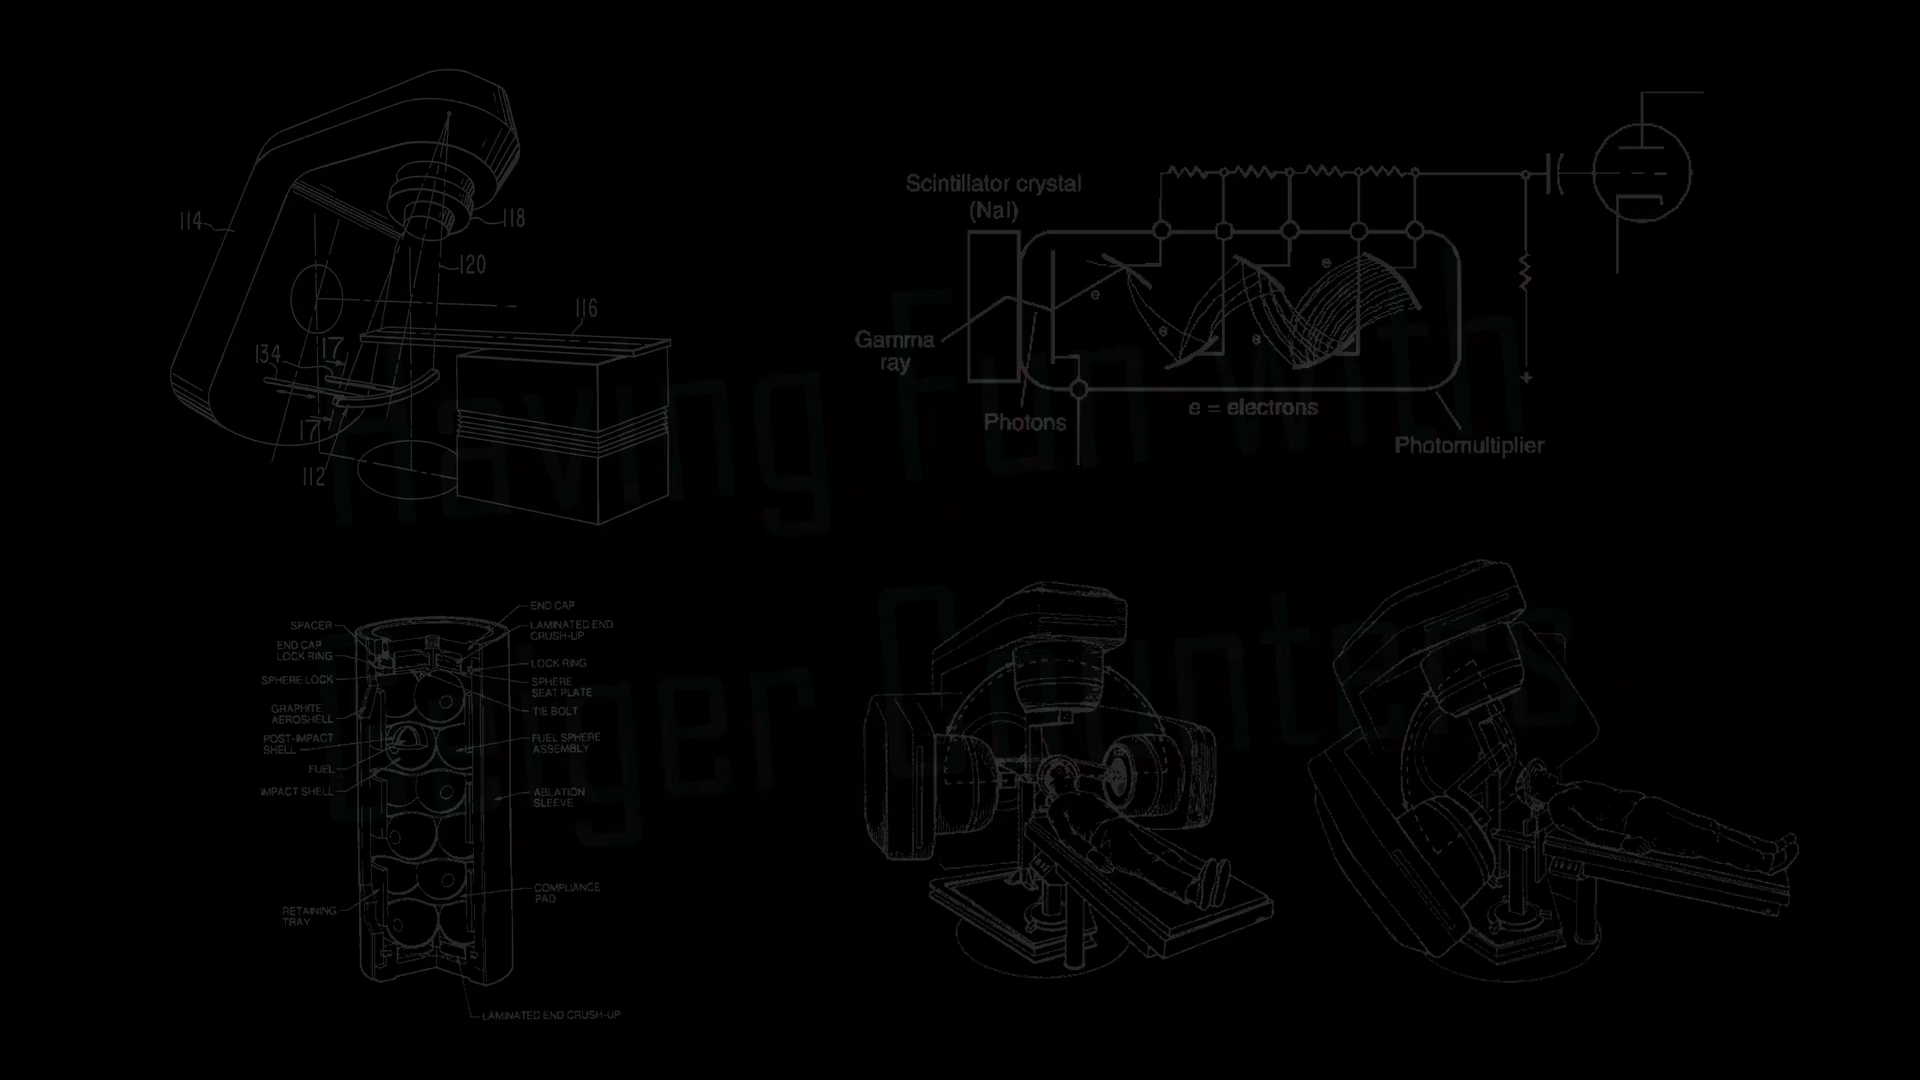 Having Fun with
Geiger Counters
114
118
120
116
134
17
17
112
Scintillator crystal
(NaI)
Gamma
ray
Photons
e
e
e
e
e = electrons
Photomultiplier
+
SPACER
END CAP
LOCK RING
SPHERE LOCK
GRAPHITE
AEROSHELL
POST-IMPACT
SHELL
FUEL
IMPACT SHELL
RETAINING
TRAY
END CAP
LAMINATED END
CRUSH-UP
LOCK RING
SPHERE
SEAT PLATE
TIE BOLT
FUEL SPHERE
ASSEMBLY
ABLATION
SLEEVE
COMPLIANCE
PAD
LAMINATED END CRUSH-UP